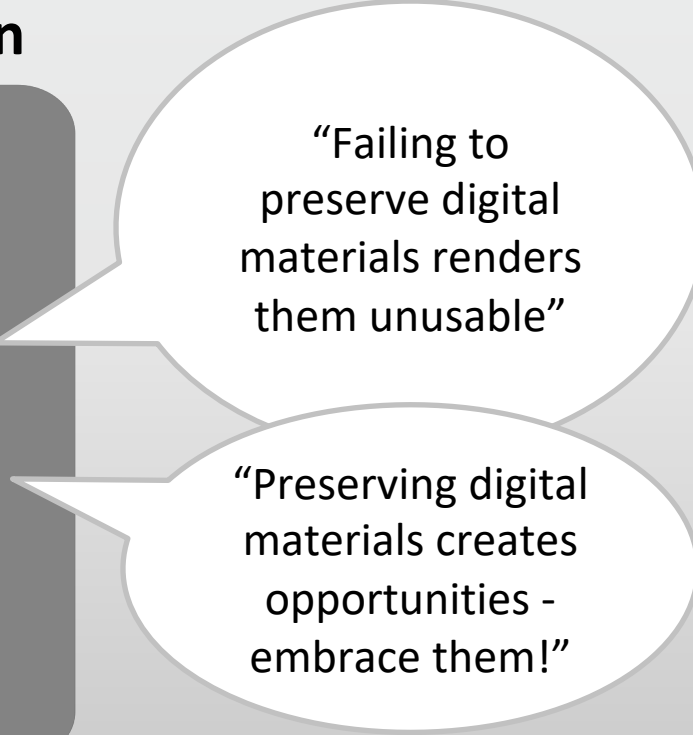 n
“Failing to
preserve digital
materials renders
them unusable”
“Preserving digital
materials creates
opportunities -
embrace them!”